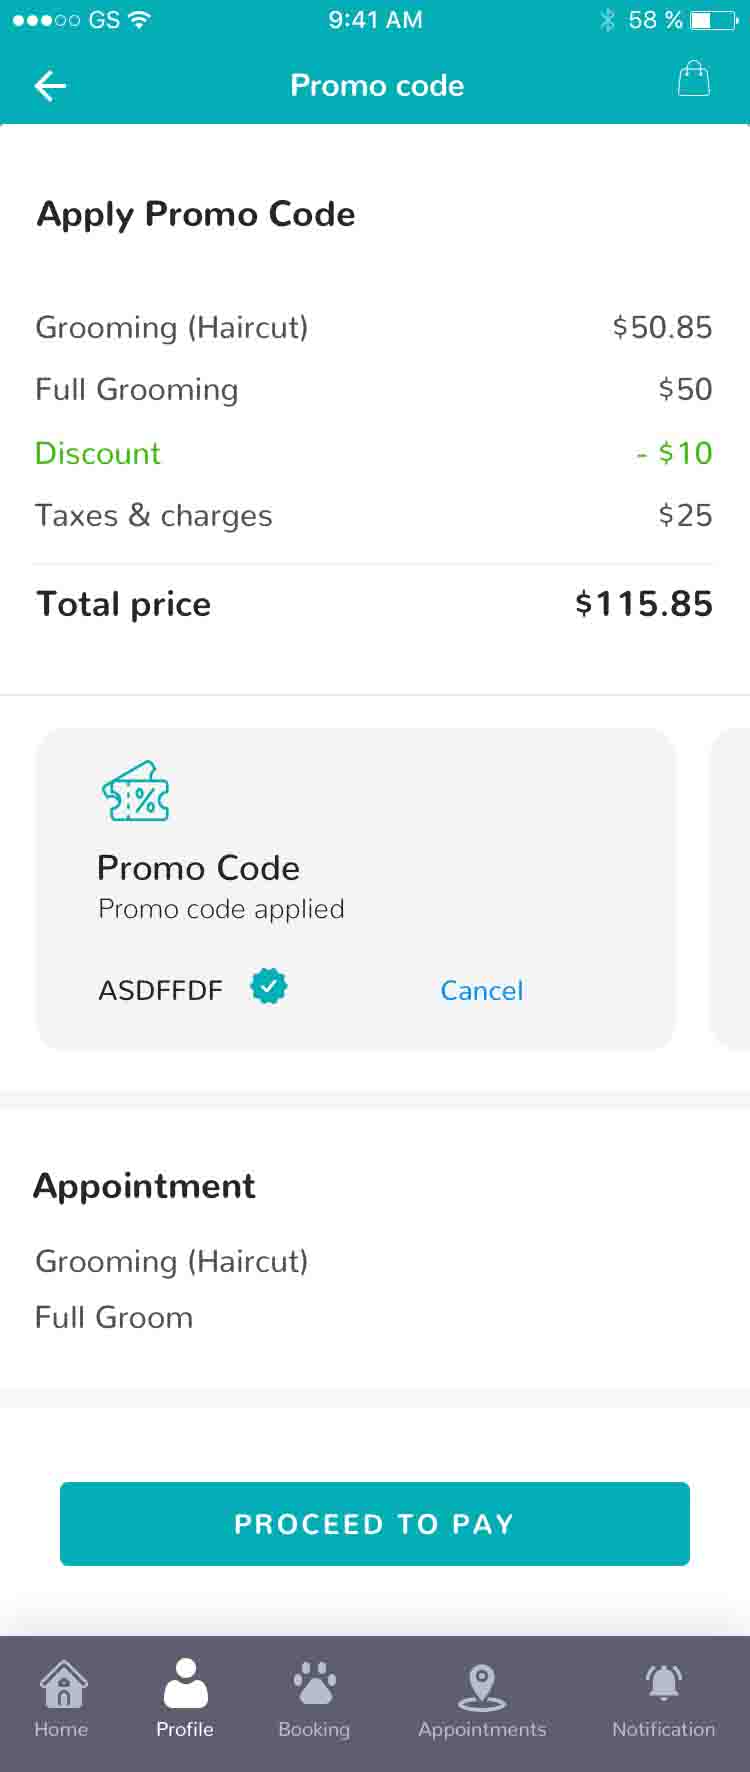 GS 9:41 AM 58 %
Promo code
Apply Promo Code
Grooming (Haircut) $50.85
Full Grooming $50
Discount - $10
Taxes & charges $25
Total price $115.85
%
Promo Code
Promo code applied
ASDFFDF Cancel
Appointment
Grooming (Haircut)
Full Groom
PROCEED TO PAY
Home Profile Booking Appointments Notification